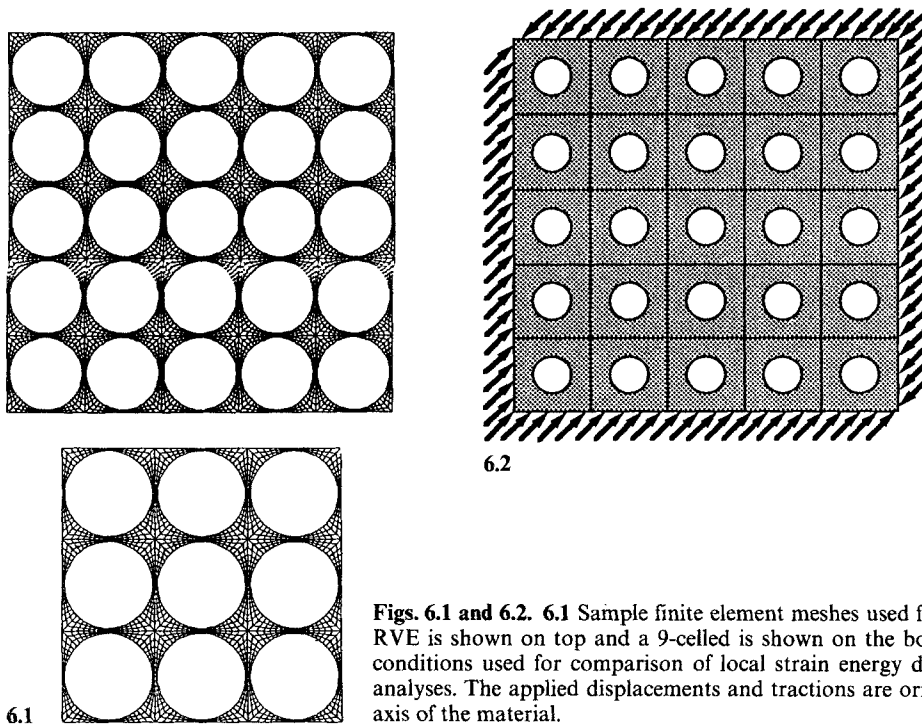 6.2
Figs. 6.1 and 6.2. 6.1 Sample finite element meshes used
RVE is shown on top and a 9-celled is shown on the
conditions used for comparison of local strain energy
analyses. The applied displacements and tractions are
6.1
axis of the material.